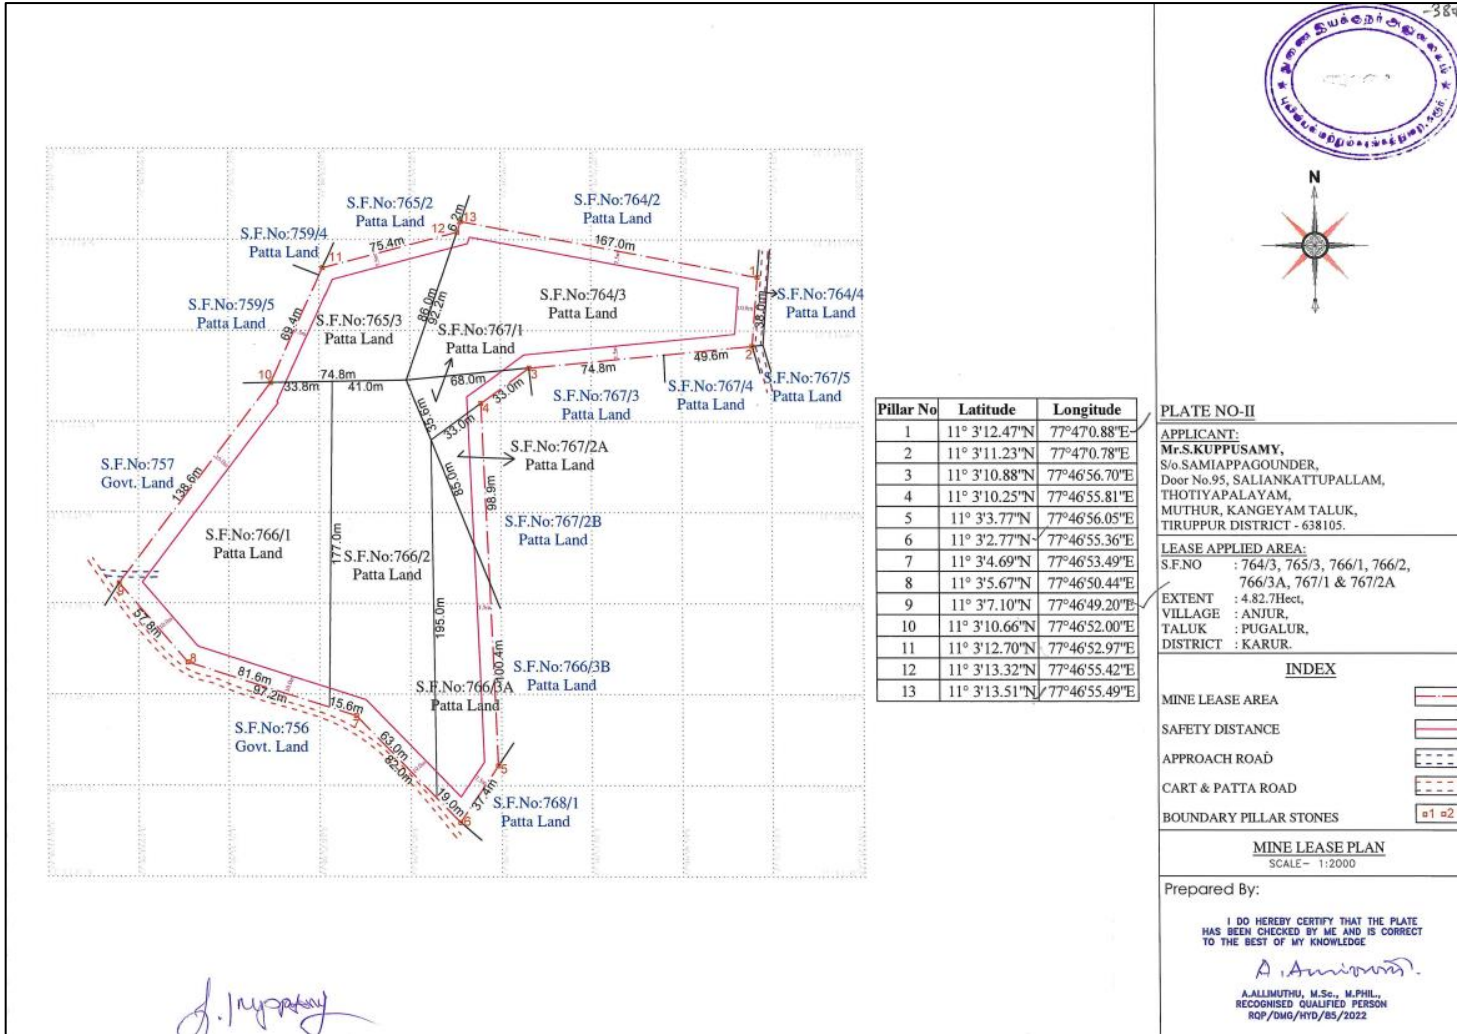 -38-
துணை இயக்குநர் அலுவலகம்
N
S.F.No:765/2
Patta Land
S.F.No:764/2
Patta Land
S.F.No:759/4
Patta Land
S.F.No:759/5
Patta Land
S.F.No:765/3
Patta Land
S.F.No:764/3
Patta Land
S.F.No:764/4
Patta Land
S.F.No:767/1
Patta Land
S.F.No:767/3
Patta Land
S.F.No:767/4
Patta Land
S.F.No:767/5
Patta Land
S.F.No:767/2A
Patta Land
S.F.No:757
Govt. Land
S.F.No:766/1
Patta Land
S.F.No:766/2
Patta Land
S.F.No:767/2B
Patta Land
S.F.No:766/3A
Patta Land
S.F.No:766/3B
Patta Land
S.F.No:756
Govt. Land
S.F.No:768/1
Patta Land
13
12
11
10
9
8
7
6
5
4
3
2
1
6.2m
75.4m
167.0m
38.0m
49.6m
74.8m
69.4m
86.0m
92.2m
74.8m
33.8m
41.0m
68.0m
33.0m
33.0m
35.6m
85.0m
98.9m
138.6m
177.0m
195.0m
100.4m
57.8m
81.6m
97.2m
15.6m
63.0m
82.0m
19.0m
37.4m
Pillar No Latitude Longitude
1 11° 3'12.47"N 77°47'0.88"E
2 11° 3'11.23"N 77°47'0.78"E
3 11° 3'10.88"N 77°46'56.70"E
4 11° 3'10.25"N 77°46'55.81"E
5 11° 3'3.77"N 77°46'56.05"E
6 11° 3'2.77"N 77°46'55.36"E
7 11° 3'4.69"N 77°46'53.49"E
8 11° 3'5.67"N 77°46'50.44"E
9 11° 3'7.10"N 77°46'49.20"E
10 11° 3'10.66"N 77°46'52.00"E
11 11° 3'12.70"N 77°46'52.97"E
12 11° 3'13.32"N 77°46'55.42"E
13 11° 3'13.51"N 77°46'55.49"E
PLATE NO-II
APPLICANT:
Mr.S.KUPPUSAMY,
S/o.SAMIAPPAGOUNDER,
Door No.95, SALIANKATTUPALLAM,
THOTIYAPALAYAM,
MUTHUR, KANGEYAM TALUK,
TIRUPPUR DISTRICT - 638105.
LEASE APPLIED AREA:
S.F.NO : 764/3, 765/3, 766/1, 766/2,
766/3A, 767/1 & 767/2A
EXTENT : 4.82.7Hect,
VILLAGE : ANJUR,
TALUK : PUGALUR,
DISTRICT : KARUR.
INDEX
MINE LEASE AREA
SAFETY DISTANCE
APPROACH ROAD
CART & PATTA ROAD
BOUNDARY PILLAR STONES 1 2
MINE LEASE PLAN
SCALE- 1:2000
Prepared By:
I DO HEREBY CERTIFY THAT THE PLATE
HAS BEEN CHECKED BY ME AND IS CORRECT
TO THE BEST OF MY KNOWLEDGE
A.ALLIMUTHU, M.Sc., M.PHIL.,
RECOGNISED QUALIFIED PERSON
RQP/DMG/HYD/85/2022